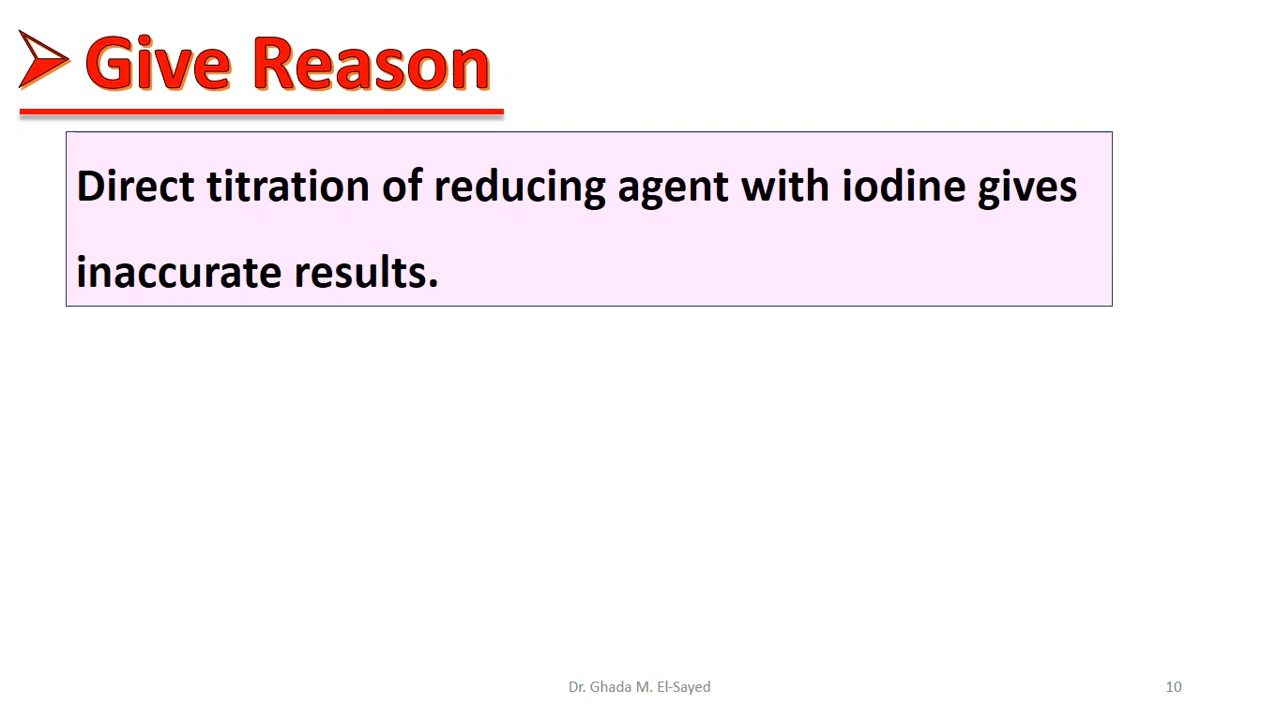 Give Reason
Direct titration of reducing agent with iodine gives
inaccurate results.
Dr. Ghada M. El-Sayed
10